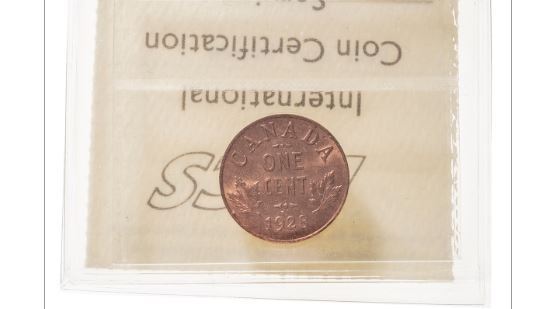 International
Coin Certification
CANADA
ONE
CENT